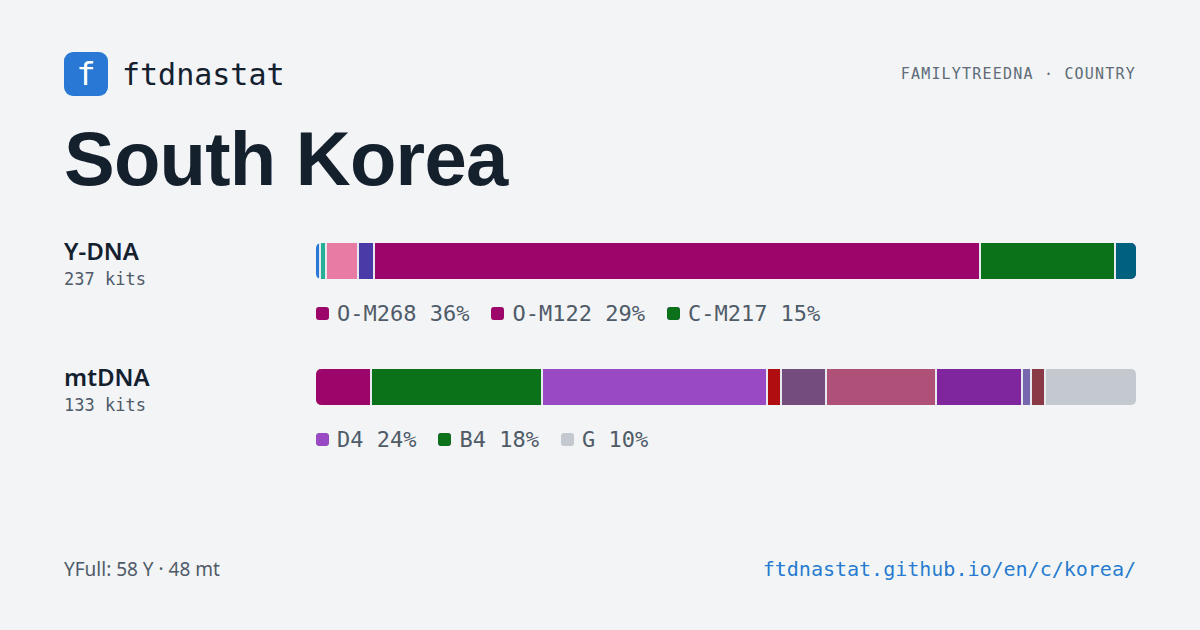 f ftdnastat
FAMILYTREEDNA · COUNTRY
South Korea
Y-DNA
237 kits
O-M268 36% O-M122 29% C-M217 15%
mtDNA
133 kits
D4 24% B4 18% G 10%
YFull: 58 Y · 48 mt
ftdnastat.github.io/en/c/korea/